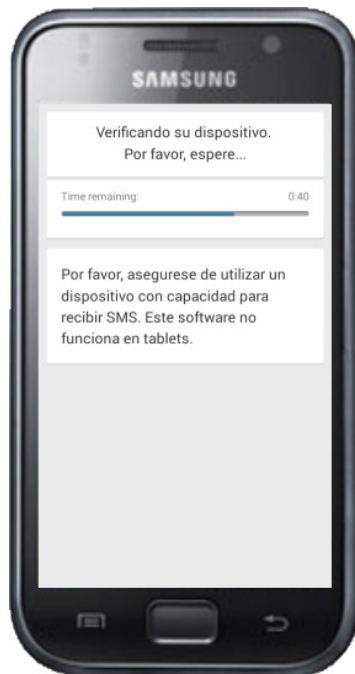 SAMSUNG
Verificando su dispositivo.
Por favor, espere...
Time remaining: 0:40
Por favor, asegurese de utilizar un
dispositivo con capacidad para
recibir SMS. Este software no
funciona en tablets.